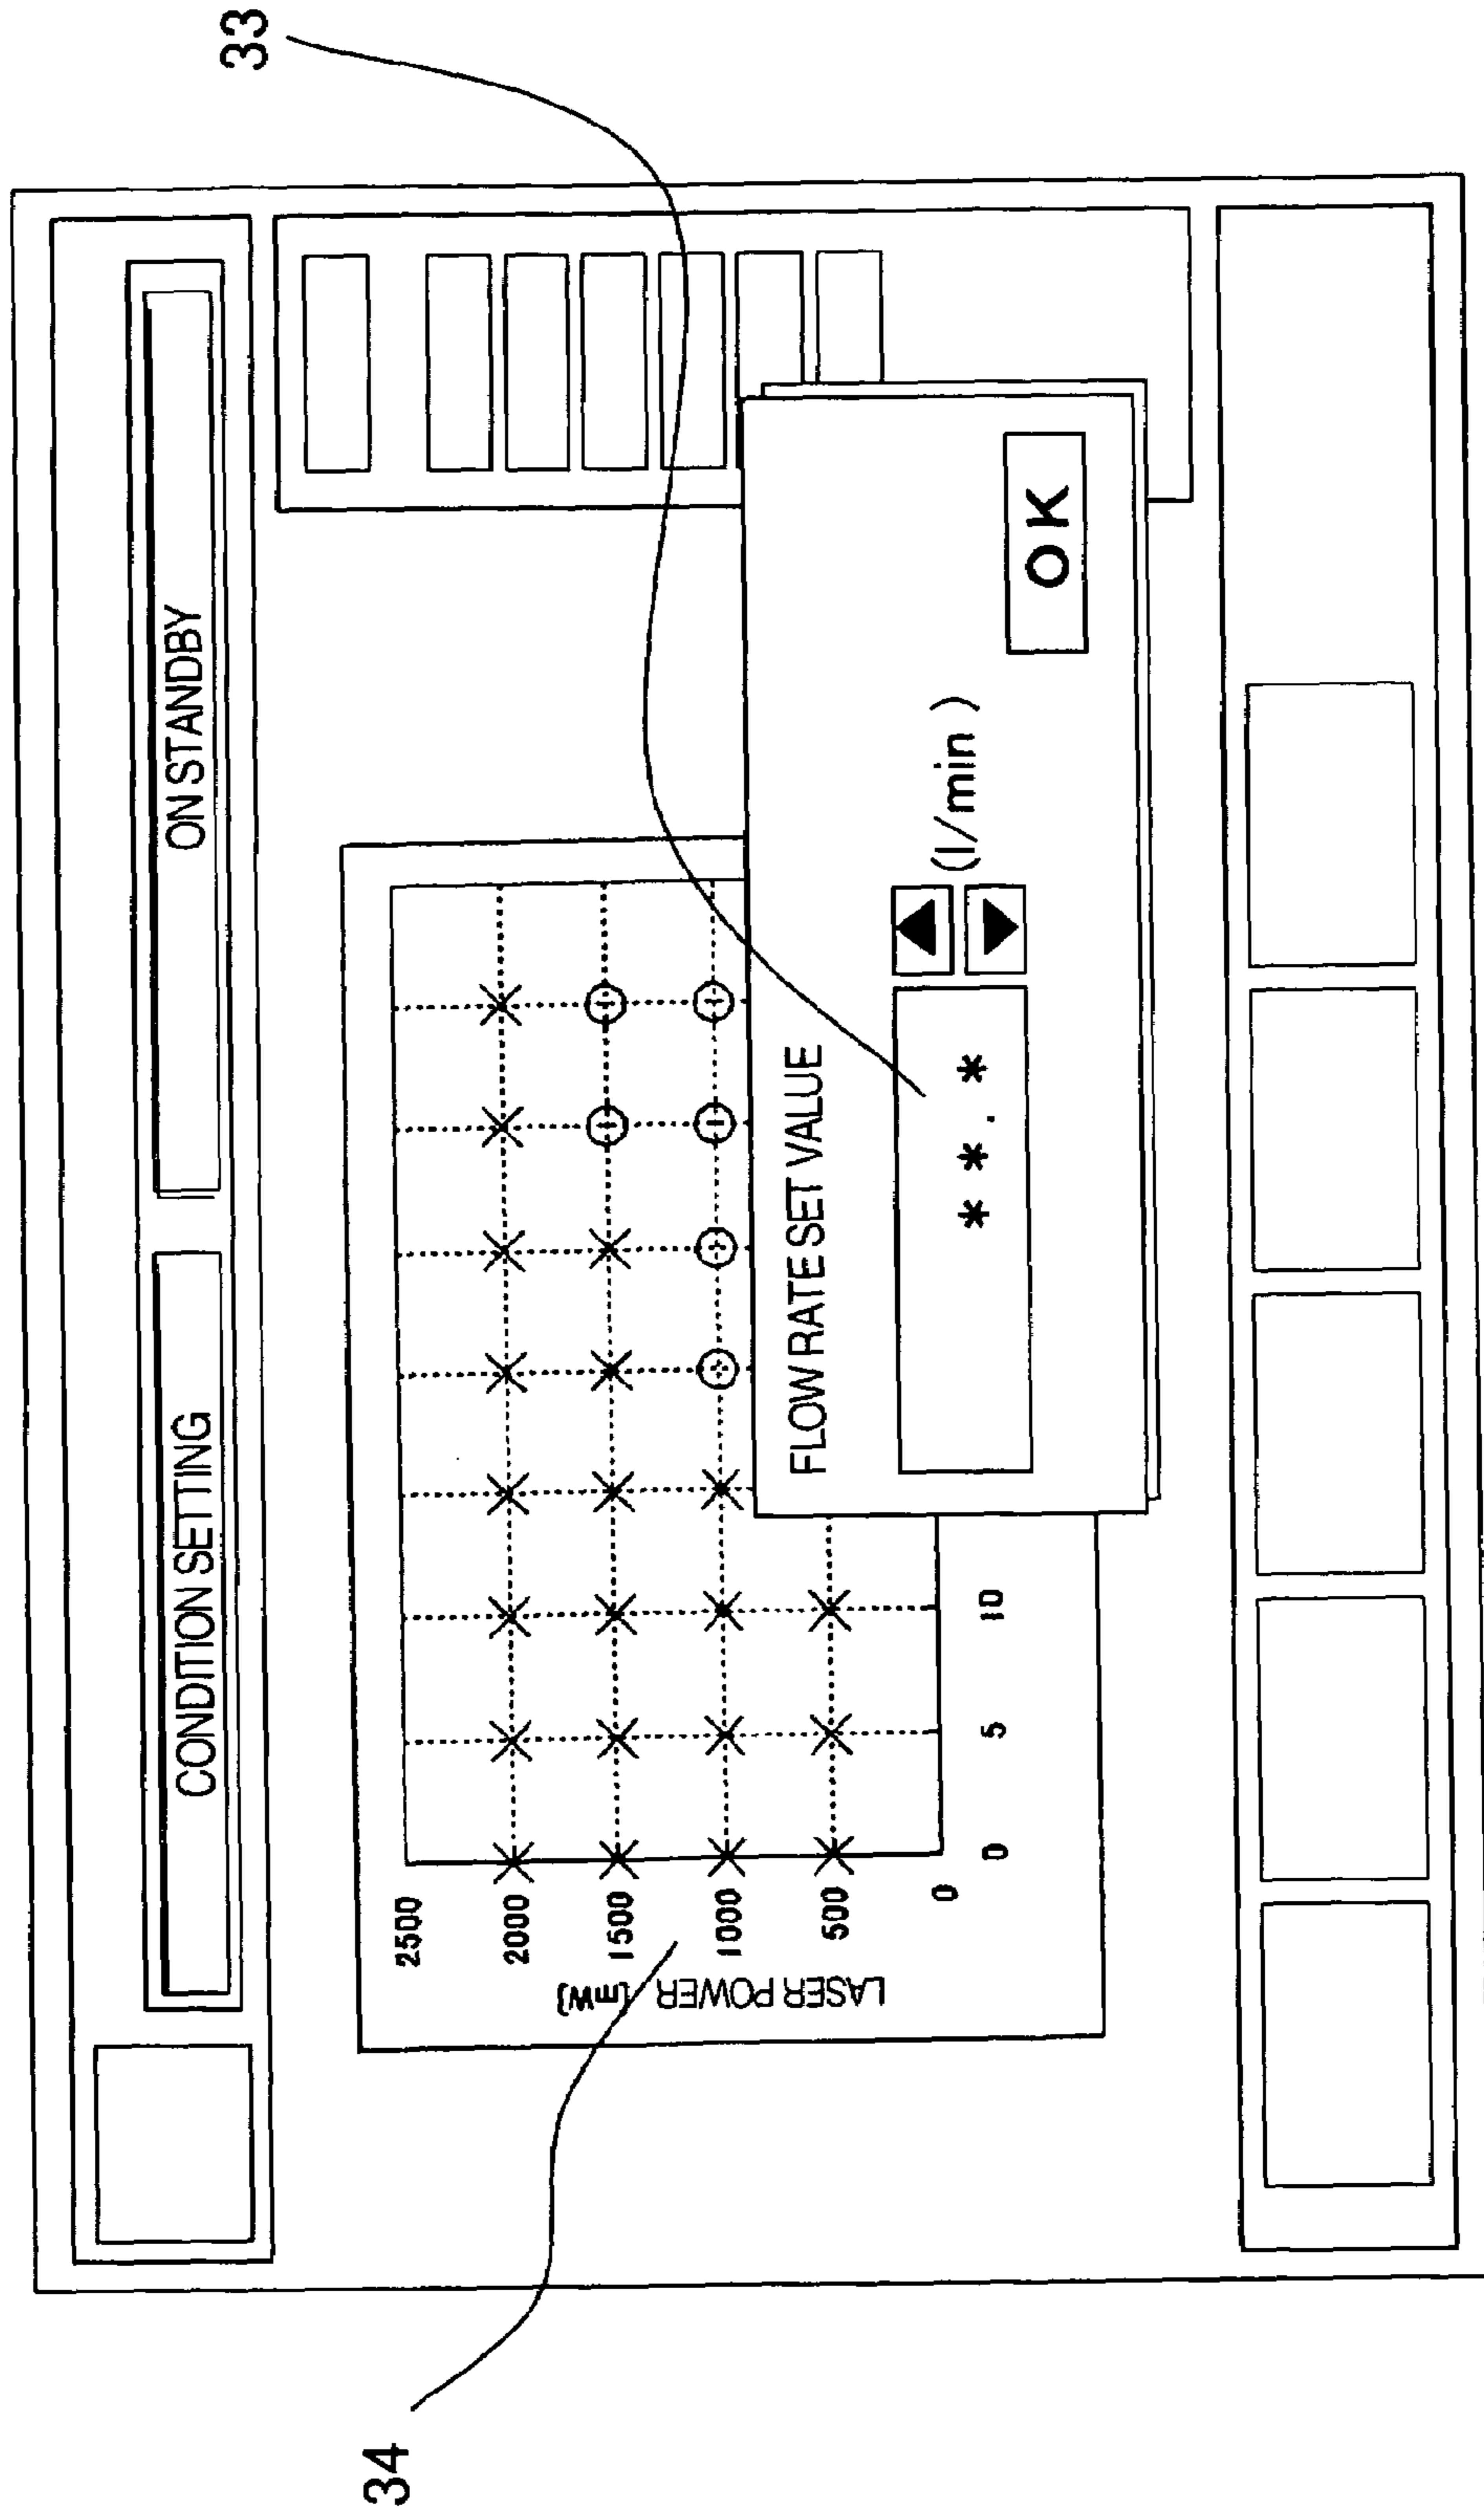 33
CONDITION SETTING
ON STANDBY
2500
2000
1500
1000
500
0
LASER POWER (mW)
0 5 10
FLOW RATE SET VALUE
**.*
(l/min)
OK
34